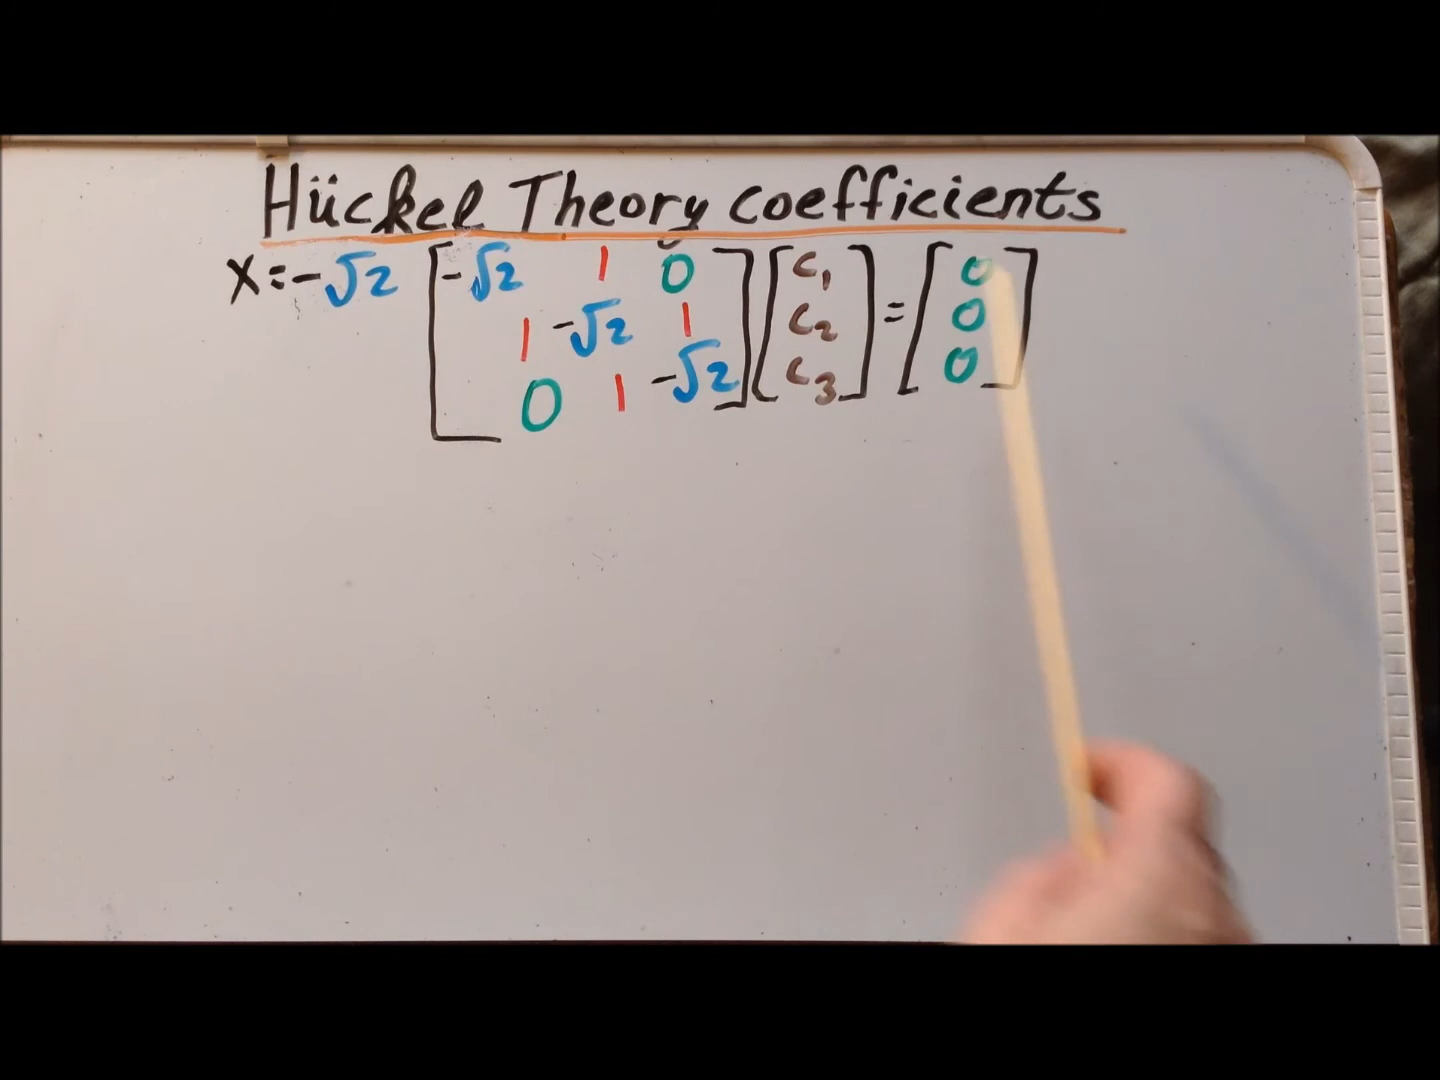 Hückel Theory coefficients
x=-√2 [-√2 1 0] [c₁] = [0]
[1 -√2 1] [c₂] [0]
[0 1 -√2] [c₃] [0]